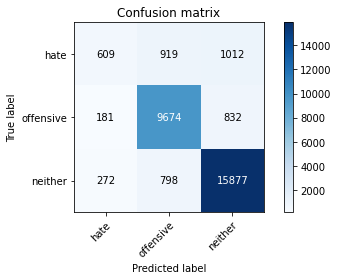 Confusion matrix
hate 609 919 1012
offensive 181 9674 832
neither 272 798 15877
hate offensive neither
True label
Predicted label
14000
12000
10000
8000
6000
4000
2000